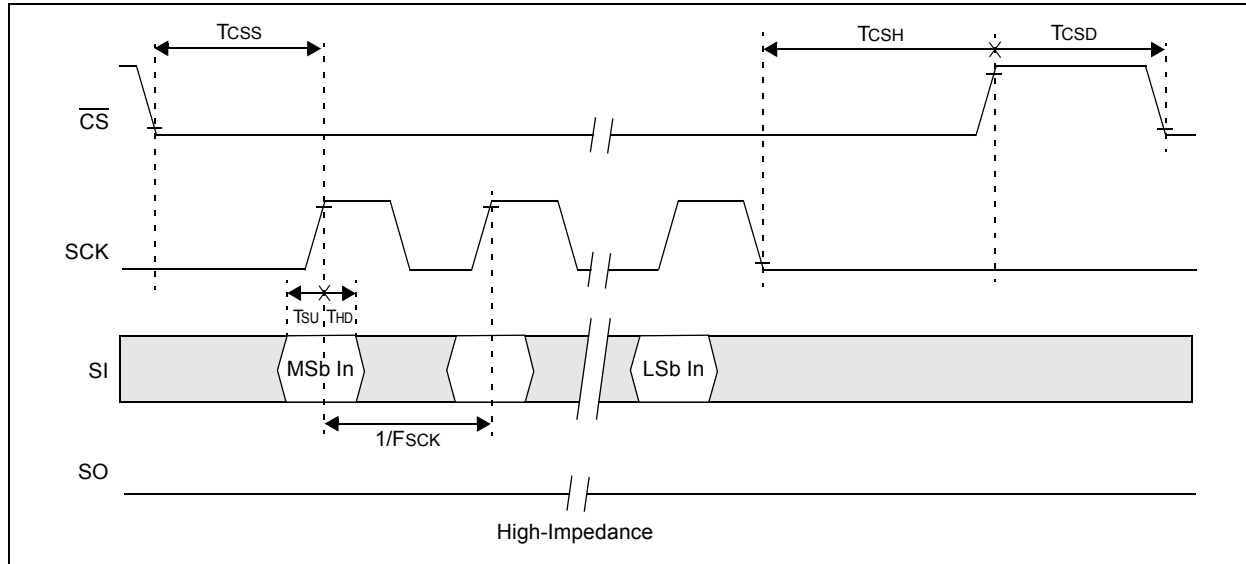 TCSS
TCSH
TCSD
CS
SCK
TSU
THD
SI
MSb In
LSb In
1/FSCK
SO
High-Impedance